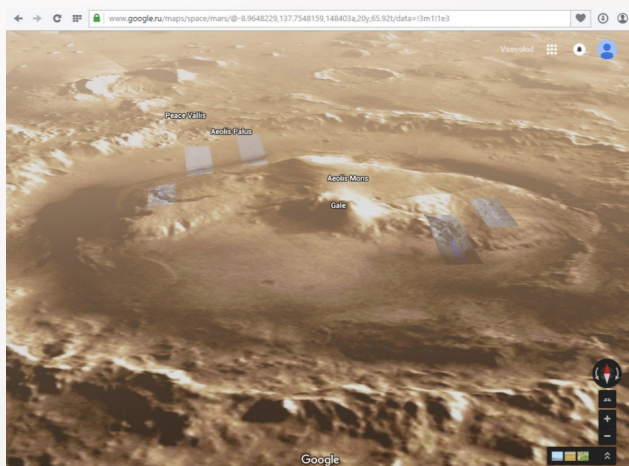 www.google.ru/maps/space/mars/@-8.9648229,137.7548159,148403a,20y,65.92t/data=!3m1!1e3
Vsevolod
Peace Vallis
Aeolis Palus
Aeolis Mons
Gale
Google